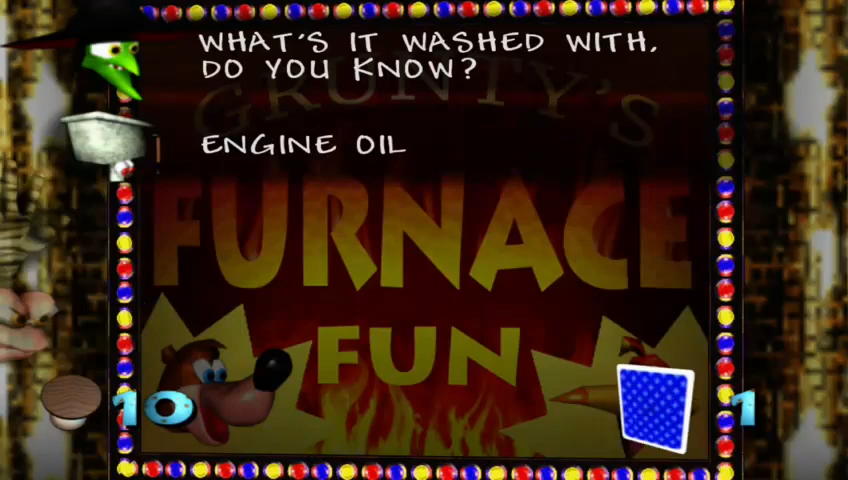 WHAT'S IT WASHED WITH,
DO YOU KNOW?
ENGINE OIL
GRUNTY'S
FURNACE
FUN
10
1